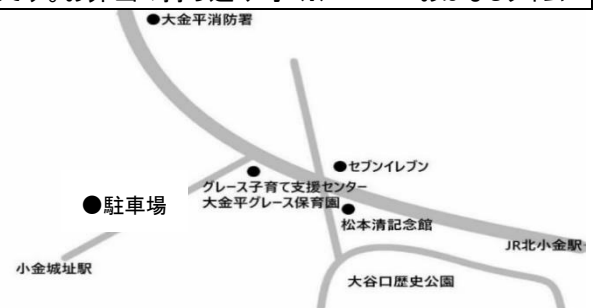 ●大金平消防署
●セブンイレブン
グレース子育て支援センター
大金平グレース保育園
●駐車場
松本清記念館
JR北小金駅
小金城址駅
大谷口歴史公園